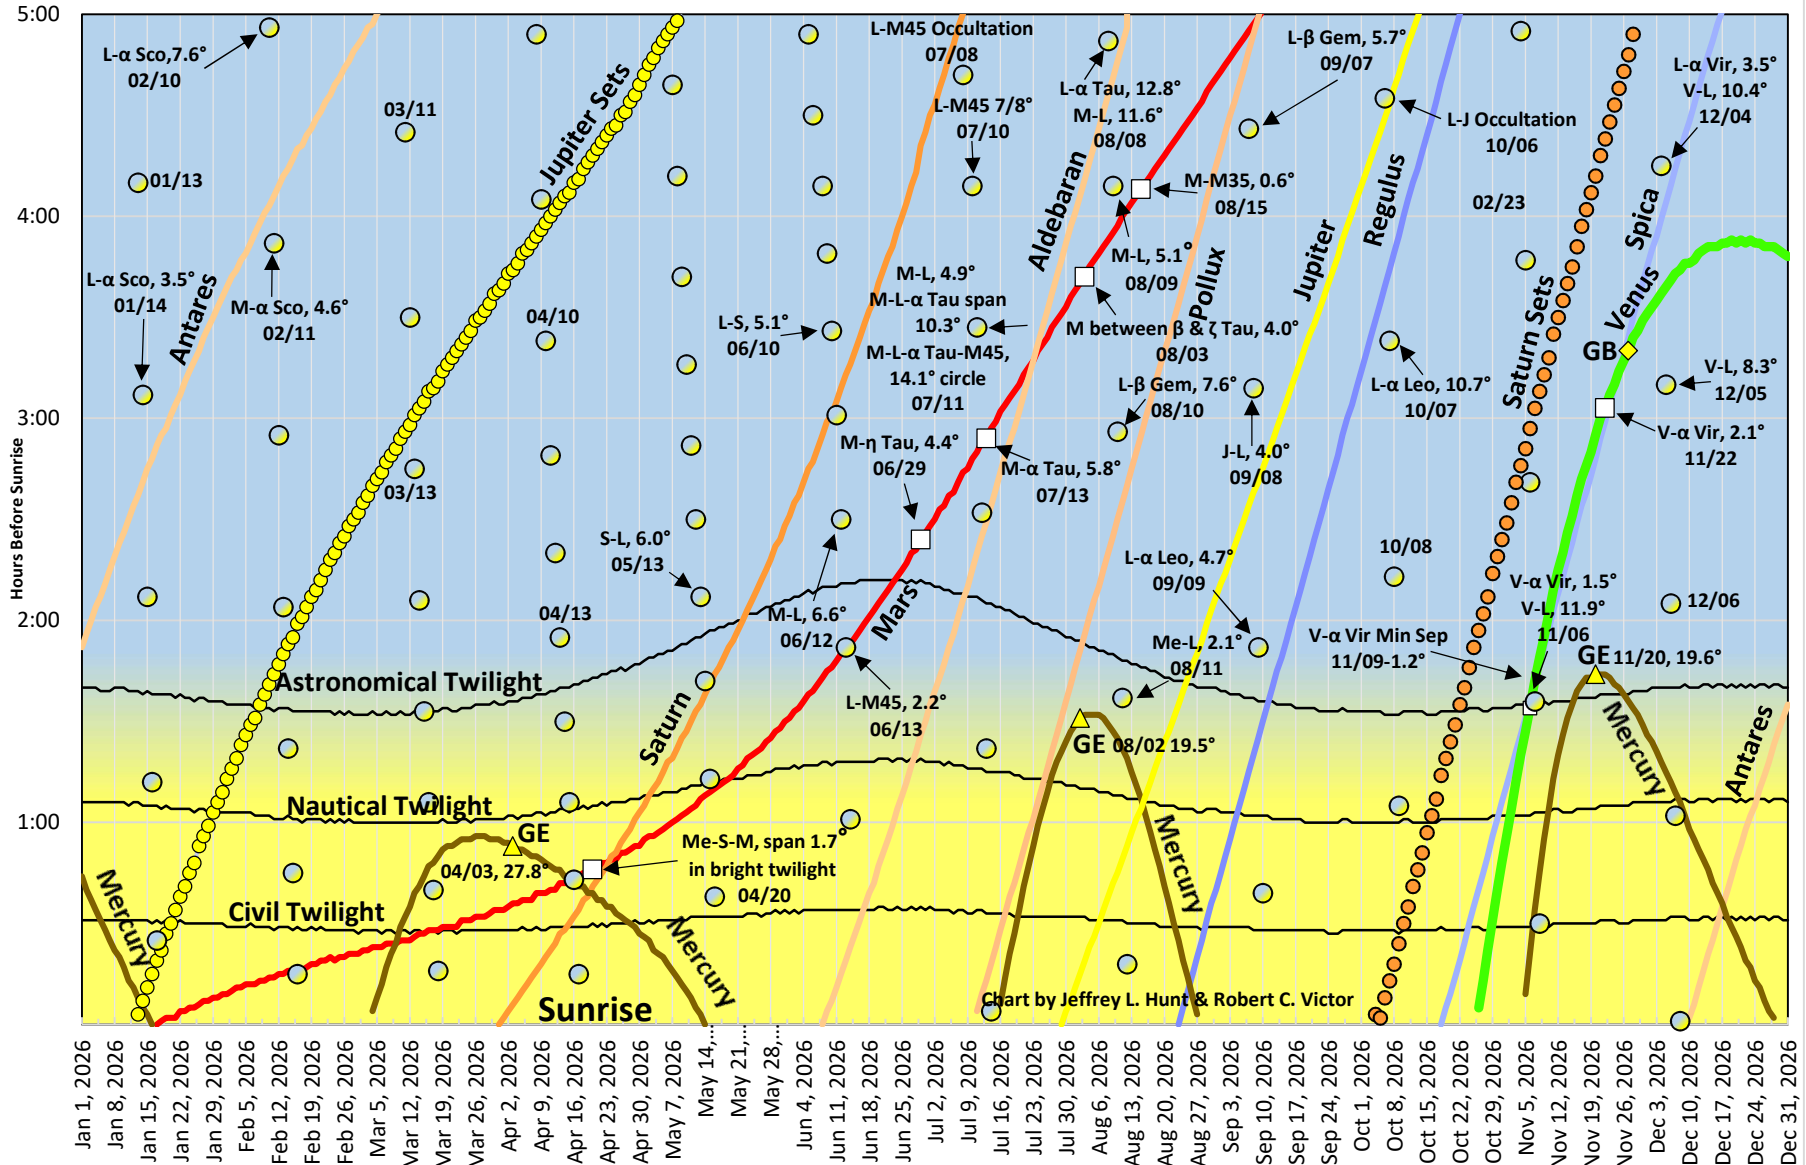 5:00
4:00
3:00
2:00
1:00
Hours Before Sunrise
L-α Sco,7.6°
02/10
01/13
L-α Sco, 3.5°
01/14
Antares
M-α Sco, 4.6°
02/11
03/11
03/13
Jupiter Sets
04/10
04/13
S-L, 6.0°
05/13
L-S, 5.1°
06/10
L-M45 Occultation
07/08
L-M45 7/8°
07/10
M-L, 4.9°
M-L-α Tau span
10.3°
M-L-α Tau-M45,
14.1° circle
07/11
M-η Tau, 4.4°
06/29
M-α Tau, 5.8°
07/13
M-L, 6.6°
06/12
L-M45, 2.2°
06/13
Mars
Saturn
L-α Tau, 12.8°
M-L, 11.6°
08/08
Aldebaran
M-M35, 0.6°
08/15
M-L, 5.1°
08/09
Pollux
M between β & ζ Tau, 4.0°
08/03
L-β Gem, 7.6°
08/10
L-β Gem, 5.7°
09/07
J-L, 4.0°
09/08
L-α Leo, 4.7°
09/09
Me-L, 2.1°
08/11
Jupiter
Regulus
L-J Occultation
10/06
02/23
L-α Leo, 10.7°
10/07
10/08
Saturn Sets
L-α Vir, 3.5°
V-L, 10.4°
12/04
Spica
Venus
GB
V-L, 8.3°
12/05
V-α Vir, 2.1°
11/22
12/06
V-α Vir, 1.5°
V-L, 11.9°
11/06
V-α Vir Min Sep
11/09-1.2°
GE 11/20, 19.6°
Mercury
Antares
Astronomical Twilight
Nautical Twilight
Civil Twilight
Mercury
GE
04/03, 27.8°
Me-S-M, span 1.7°
in bright twilight
04/20
Mercury
GE 08/02 19.5°
Mercury
Sunrise
Chart by Jeffrey L. Hunt & Robert C. Victor
Jan 1, 2026
Jan 8, 2026
Jan 15, 2026
Jan 22, 2026
Jan 29, 2026
Feb 5, 2026
Feb 12, 2026
Feb 19, 2026
Feb 26, 2026
Mar 5, 2026
Mar 12, 2026
Mar 19, 2026
Mar 26, 2026
Apr 2, 2026
Apr 9, 2026
Apr 16, 2026
Apr 23, 2026
Apr 30, 2026
May 7, 2026
May 14,…
May 21,…
May 28,…
Jun 4, 2026
Jun 11, 2026
Jun 18, 2026
Jun 25, 2026
Jul 2, 2026
Jul 9, 2026
Jul 16, 2026
Jul 23, 2026
Jul 30, 2026
Aug 6, 2026
Aug 13, 2026
Aug 20, 2026
Aug 27, 2026
Sep 3, 2026
Sep 10, 2026
Sep 17, 2026
Sep 24, 2026
Oct 1, 2026
Oct 8, 2026
Oct 15, 2026
Oct 22, 2026
Oct 29, 2026
Nov 5, 2026
Nov 12, 2026
Nov 19, 2026
Nov 26, 2026
Dec 3, 2026
Dec 10, 2026
Dec 17, 2026
Dec 24, 2026
Dec 31, 2026